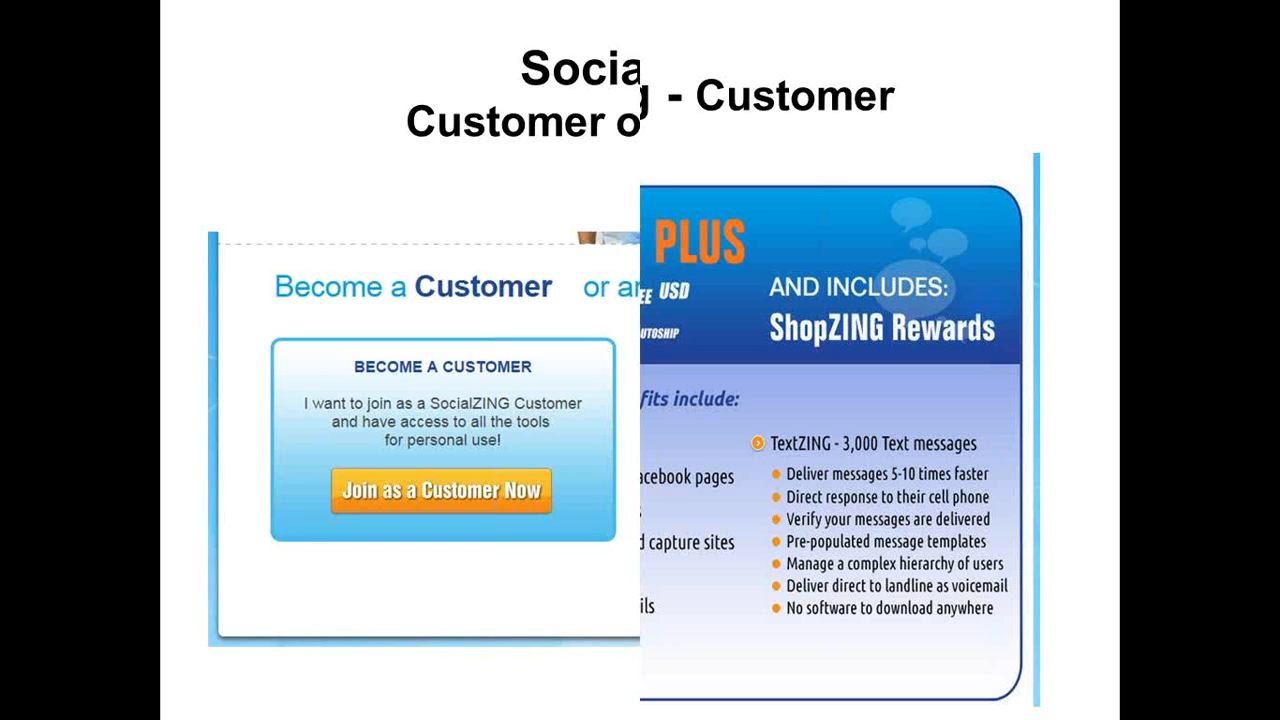 Socia
Customer o
Become a Customer or an
BECOME A CUSTOMER
I want to join as a SocialZING Customer
and have access to all the tools
for personal use!
Join as a Customer Now
g - Customer
PLUS
EE USD
UTOSHIP
AND INCLUDES:
ShopZING Rewards
fits include:
acebook pages
d capture sites
ils
TextZING - 3,000 Text messages
Deliver messages 5-10 times faster
Direct response to their cell phone
Verify your messages are delivered
Pre-populated message templates
Manage a complex hierarchy of users
Deliver direct to landline as voicemail
No software to download anywhere